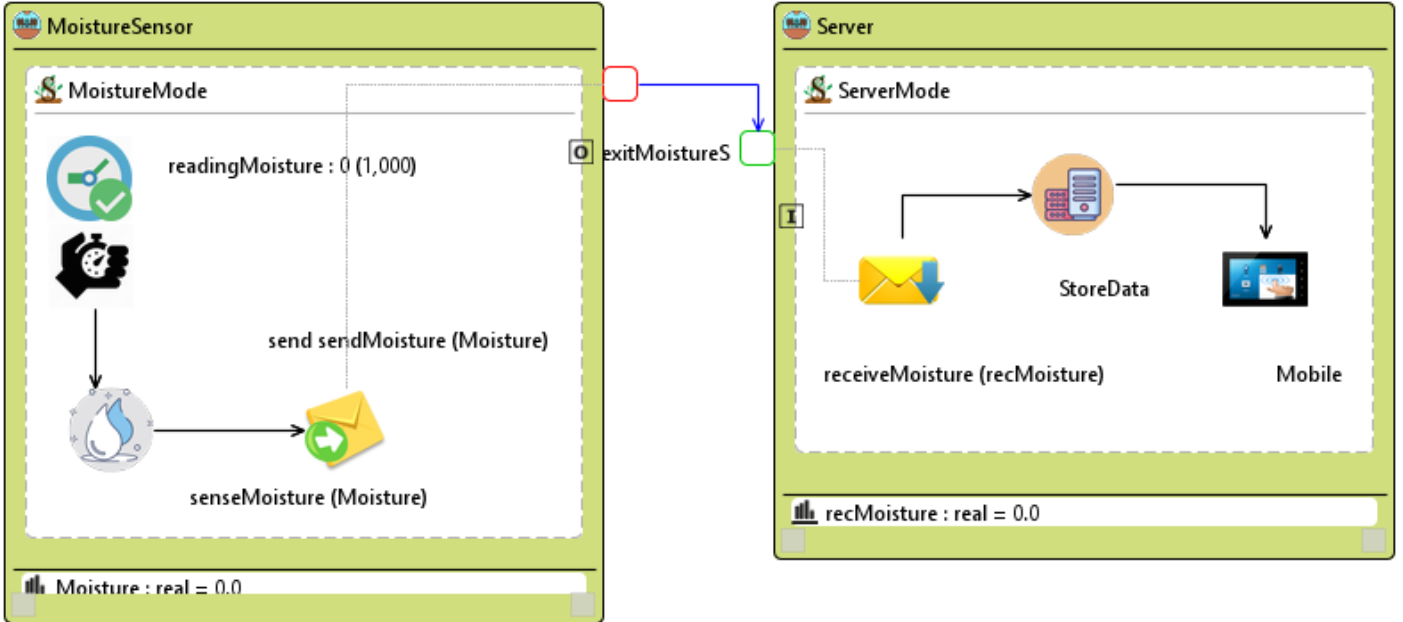 MoistureSensor
MoistureMode
readingMoisture : 0 (1,000)
send sendMoisture (Moisture)
senseMoisture (Moisture)
Moisture : real = 0.0
O
exitMoistureS
Server
ServerMode
I
StoreData
receiveMoisture (recMoisture)
Mobile
recMoisture : real = 0.0